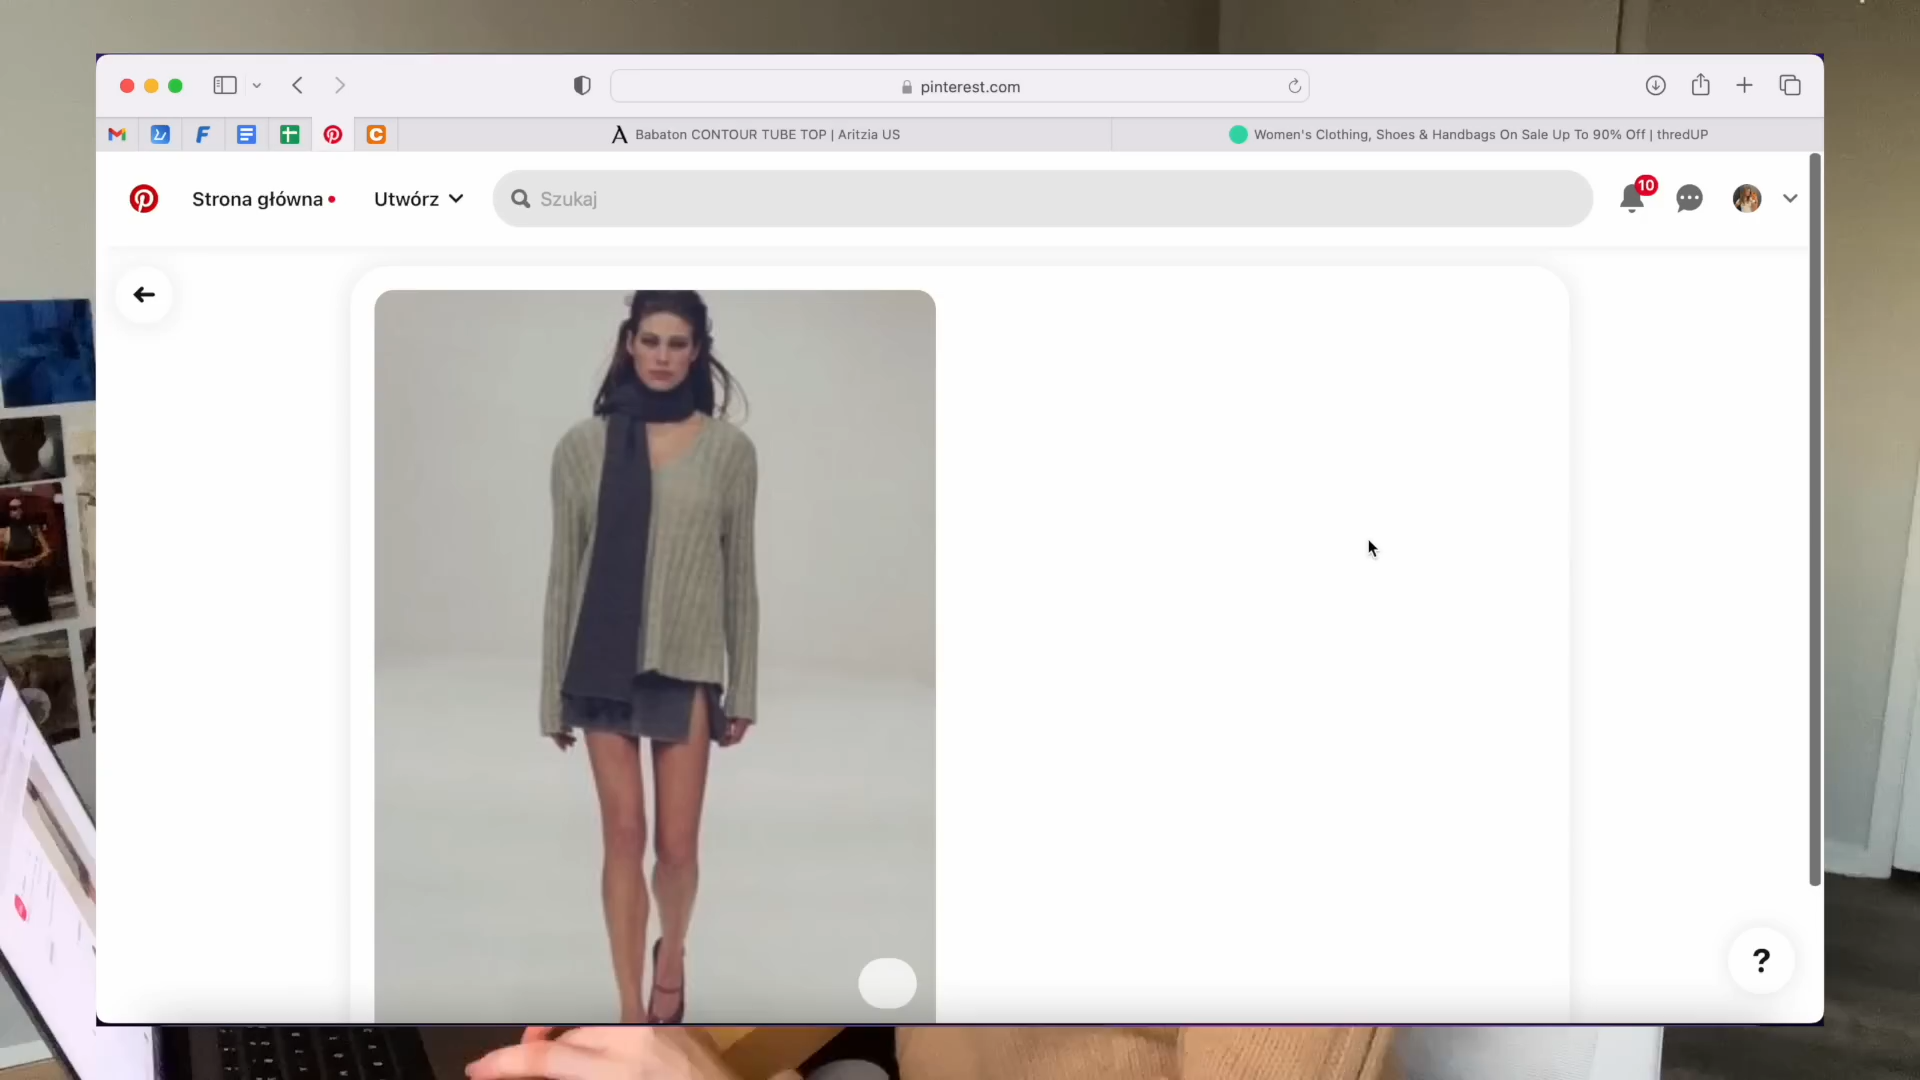 pinterest.com
Babaton CONTOUR TUBE TOP | Aritzia US
Women's Clothing, Shoes & Handbags On Sale Up To 90% Off | thredUP
Strona główna
Utwórz
Szukaj
10
?